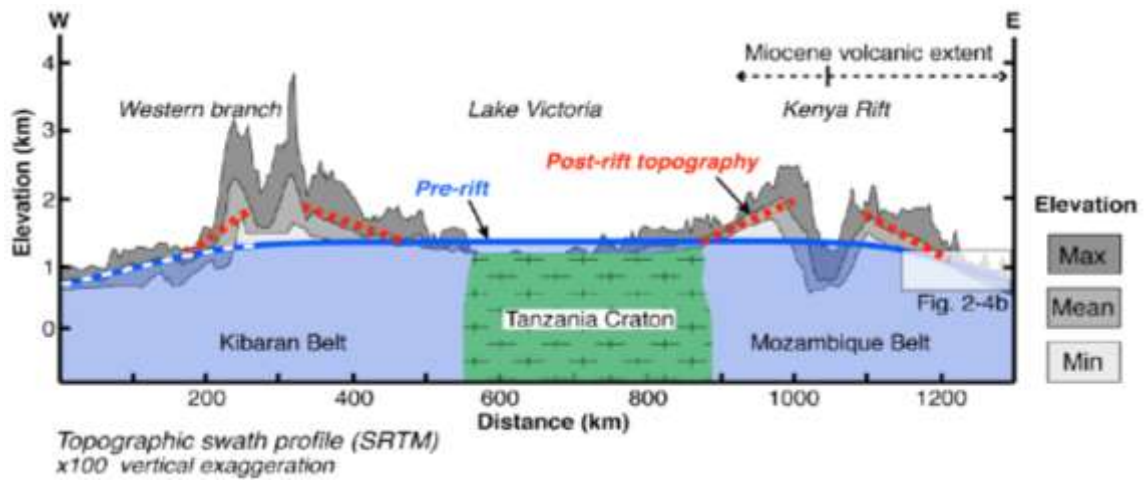 W E
Miocene volcanic extent
Western branch Lake Victoria Kenya Rift
Post-rift topography
Pre-rift
Elevation (km)
4
3
2
1
0
Elevation
Max
Mean
Min
Fig. 2-4b
Tanzania Craton
Kibaran Belt Mozambique Belt
200 400 600 800 1000 1200
Distance (km)
Topographic swath profile (SRTM)
x100 vertical exaggeration